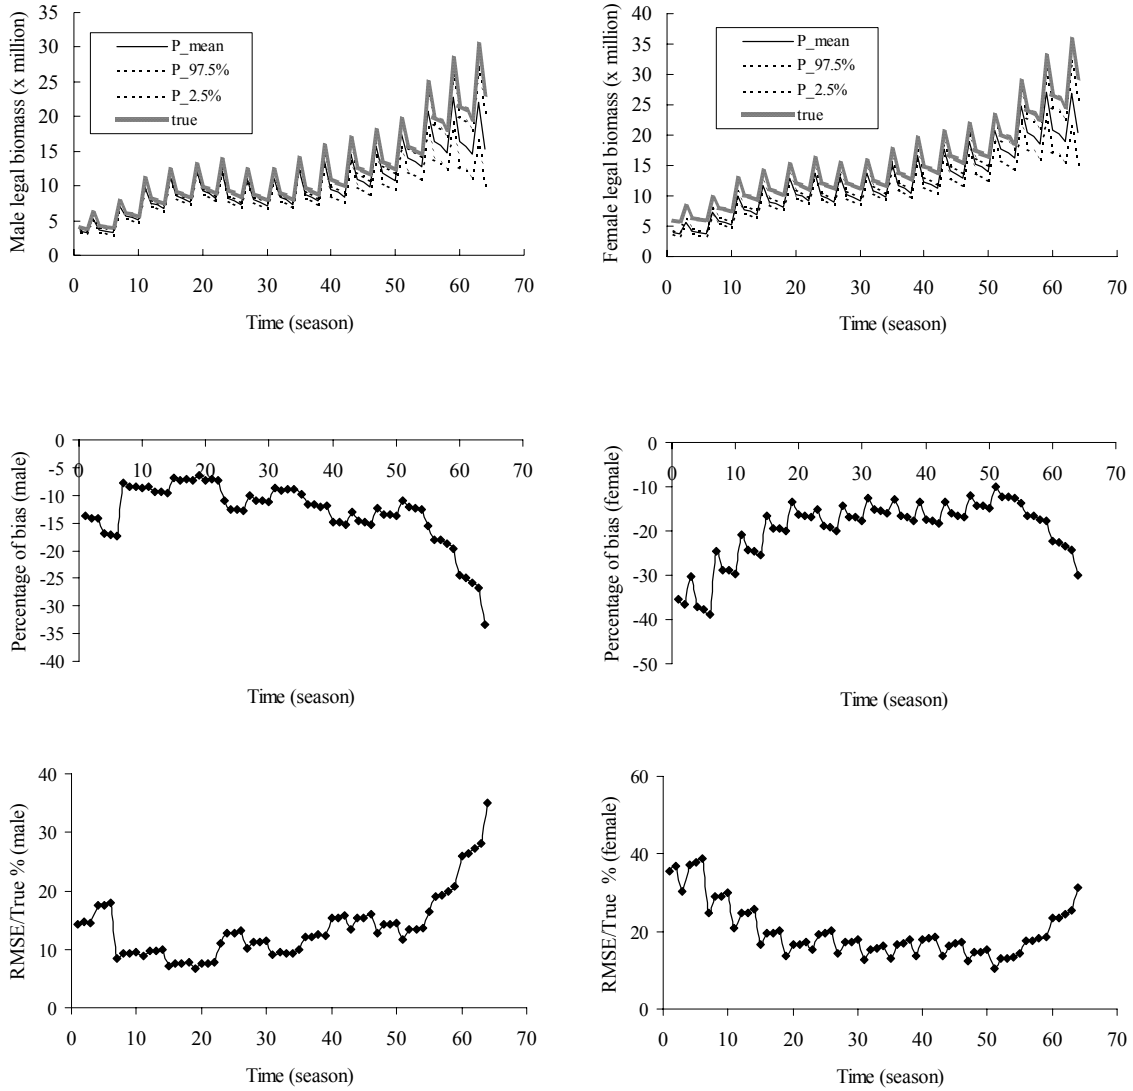 Male legal biomass (x million)
35
30
25
20
15
10
5
0
P_mean
P_97.5%
P_2.5%
true
0 10 20 30 40 50 60 70
Time (season)
Female legal biomass (x million)
40
35
30
25
20
15
10
5
0
P_mean
P_97.5%
P_2.5%
true
0 10 20 30 40 50 60 70
Time (season)
Percentage of bias (male)
0
-5
-10
-15
-20
-25
-30
-35
-40
0 10 20 30 40 50 60 70
Time (season)
Percentage of bias (female)
0
-10
-20
-30
-40
-50
0 10 20 30 40 50 60 70
Time (season)
RMSE/True % (male)
40
30
20
10
0
0 10 20 30 40 50 60 70
Time (season)
RMSE/True % (female)
60
40
20
0
0 10 20 30 40 50 60 70
Time (season)